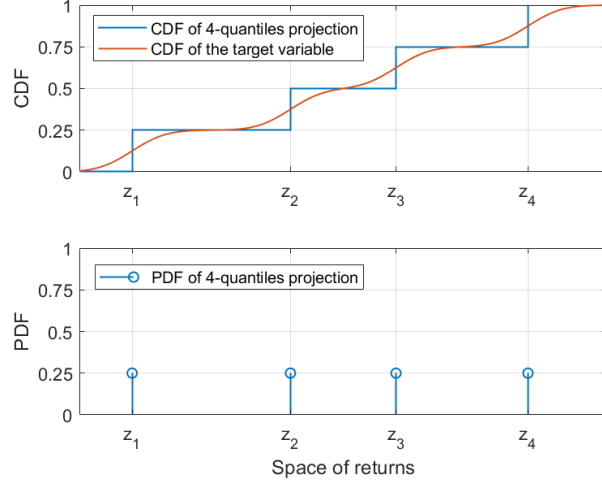 1
0.75
0.5
0.25
0
CDF
CDF of 4-quantiles projection
CDF of the target variable
z₁ z₂ z₃ z₄
1
0.75
0.5
0.25
0
PDF
PDF of 4-quantiles projection
z₁ z₂ z₃ z₄
Space of returns